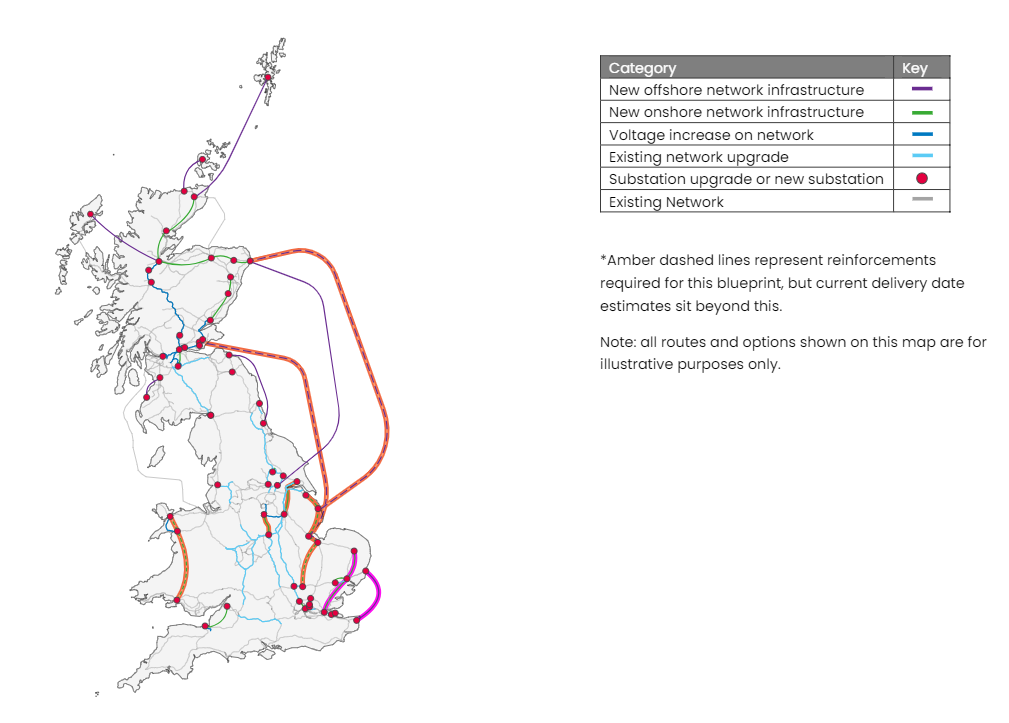 Category Key
New offshore network infrastructure
New onshore network infrastructure
Voltage increase on network
Existing network upgrade
Substation upgrade or new substation
Existing Network
*Amber dashed lines represent reinforcements
required for this blueprint, but current delivery date
estimates sit beyond this.
Note: all routes and options shown on this map are for
illustrative purposes only.